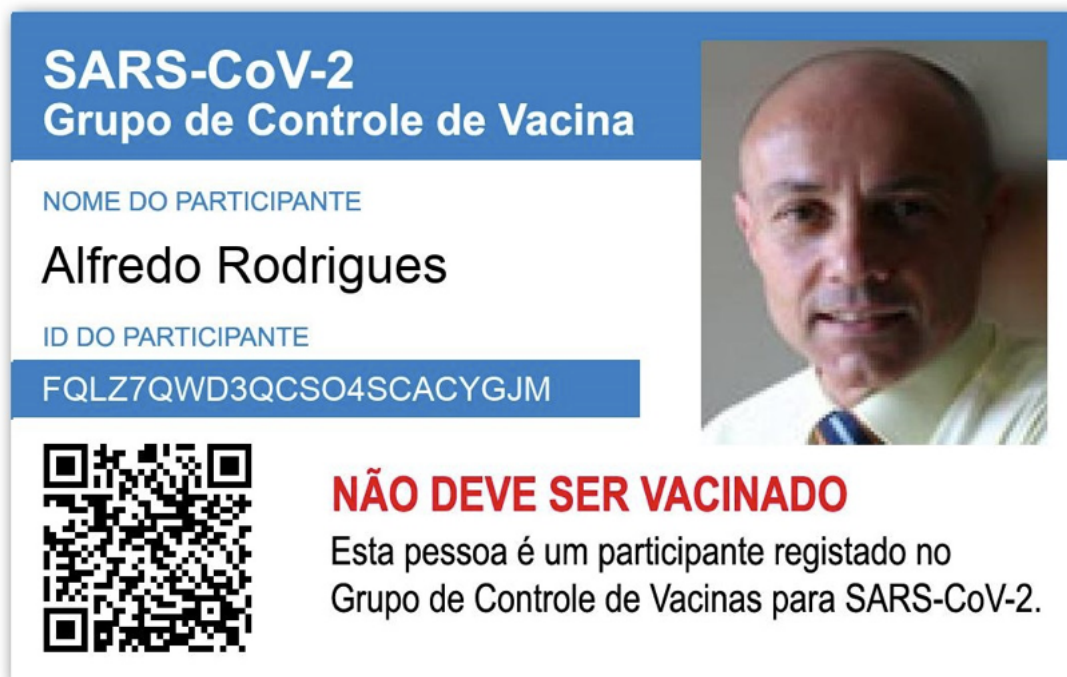 SARS-CoV-2
Grupo de Controle de Vacina
NOME DO PARTICIPANTE
Alfredo Rodrigues
ID DO PARTICIPANTE
FQLZ7QWD3QCSO4SCACYGJM
NÃO DEVE SER VACINADO
Esta pessoa é um participante registado no
Grupo de Controle de Vacinas para SARS-CoV-2.